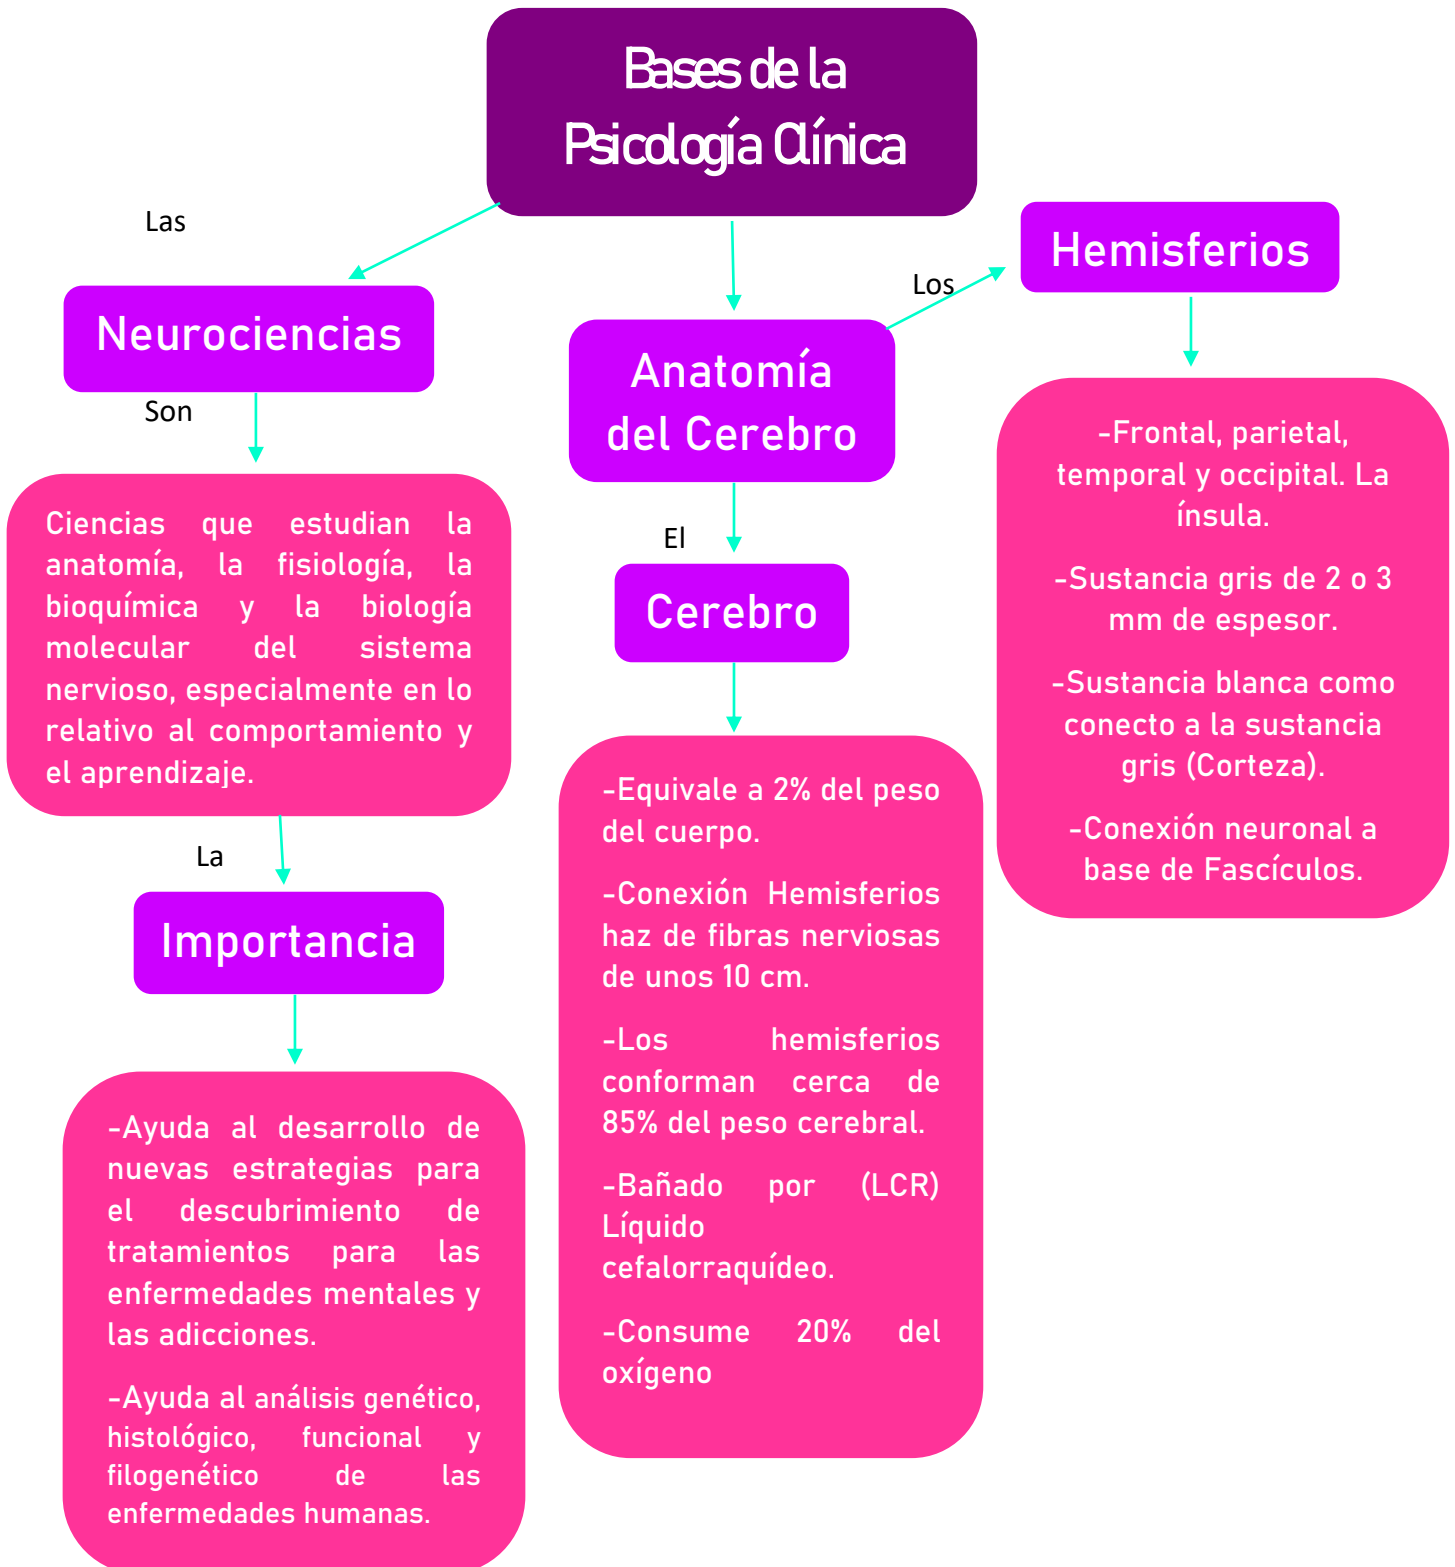 Bases de la
Psicología Clínica
Las
Neurociencias
Son
Ciencias que estudian la
anatomía, la fisiología, la
bioquímica y la biología
molecular del sistema
nervioso, especialmente en lo
relativo al comportamiento y
el aprendizaje.
La
Importancia
-Ayuda al desarrollo de
nuevas estrategias para
el descubrimiento de
tratamientos para las
enfermedades mentales y
las adicciones.
-Ayuda al análisis genético,
histológico, funcional y
filogenético de las
enfermedades humanas.
Anatomía
del Cerebro
El
Cerebro
-Equivale a 2% del peso
del cuerpo.
-Conexión Hemisferios
haz de fibras nerviosas
de unos 10 cm.
-Los hemisferios
conforman cerca de
85% del peso cerebral.
-Bañado por (LCR)
Líquido
cefalorraquídeo.
-Consume 20% del
oxígeno
Los
Hemisferios
-Frontal, parietal,
temporal y occipital. La
ínsula.
-Sustancia gris de 2 o 3
mm de espesor.
-Sustancia blanca como
conecto a la sustancia
gris (Corteza).
-Conexión neuronal a
base de Fascículos.